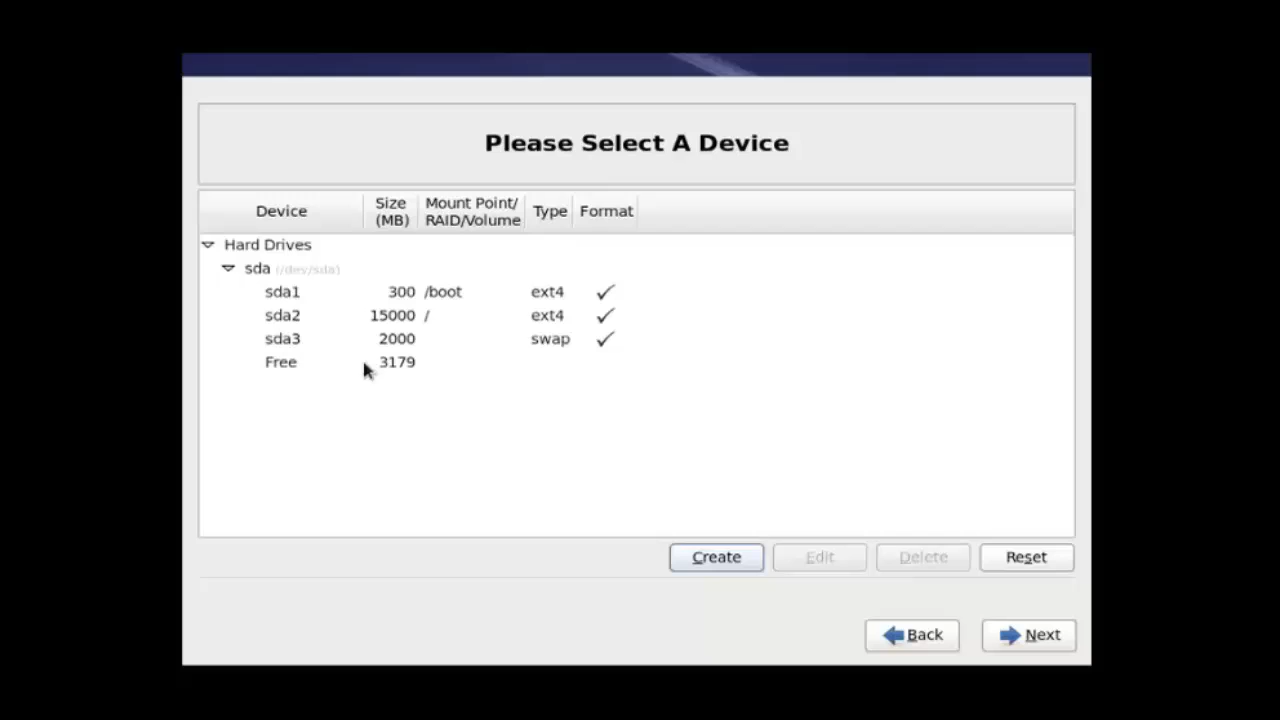 Please Select A Device
Device Size (MB) Mount Point/ RAID/Volume Type Format
Hard Drives
sda (/dev/sda)
sda1 300 /boot ext4 ✓
sda2 15000 / ext4 ✓
sda3 2000 swap ✓
Free 3179
Create Edit Delete Reset
Back Next